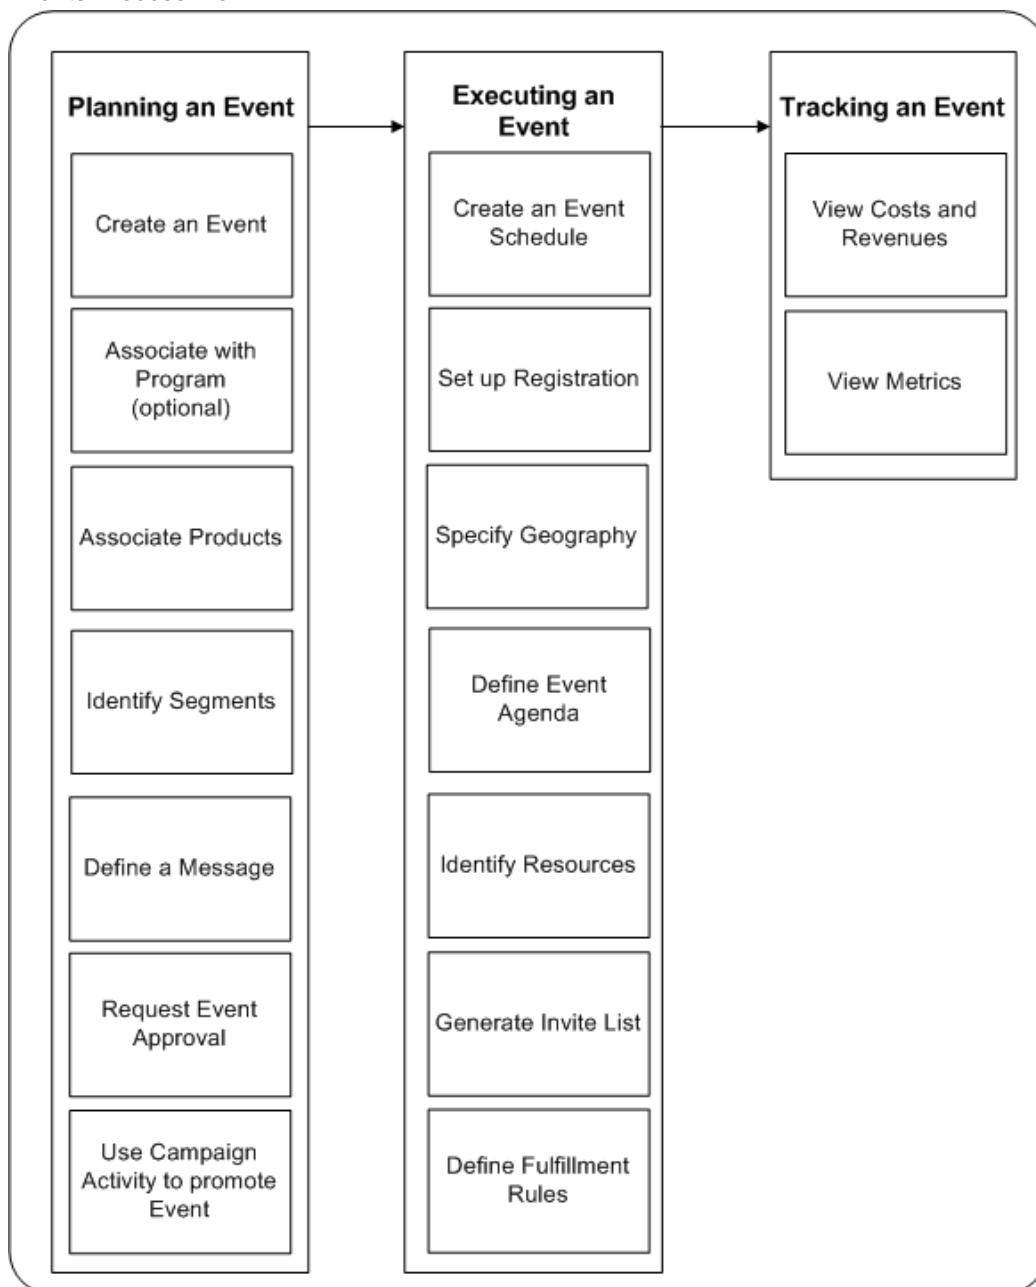 Planning an Event
Create an Event
Associate with
Program
(optional)
Associate Products
Identify Segments
Define a Message
Request Event
Approval
Use Campaign
Activity to promote
Event
Executing an
Event
Create an Event
Schedule
Set up Registration
Specify Geography
Define Event
Agenda
Identify Resources
Generate Invite List
Define Fulfillment
Rules
Tracking an Event
View Costs and
Revenues
View Metrics